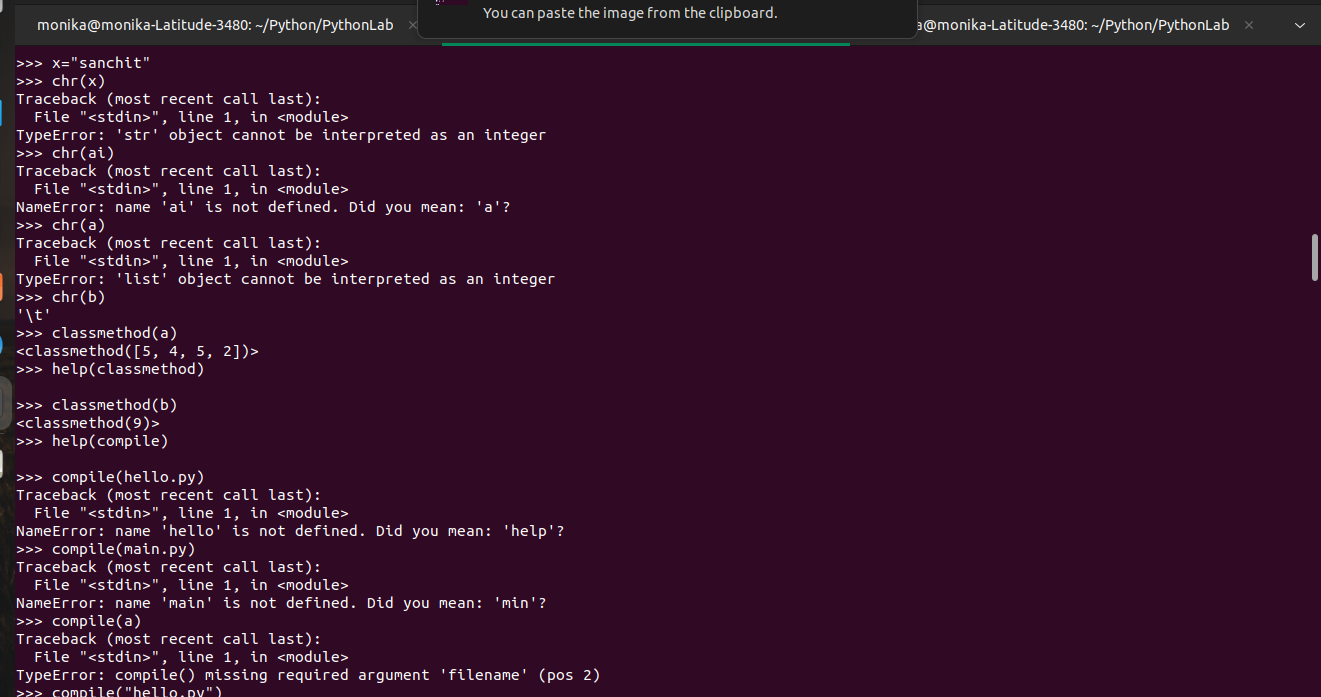 You can paste the image from the clipboard.
monika@monika-Latitude-3480: ~/Python/PythonLab
a@monika-Latitude-3480: ~/Python/PythonLab
>>> x="sanchit"
>>> chr(x)
Traceback (most recent call last):
  File "<stdin>", line 1, in <module>
TypeError: 'str' object cannot be interpreted as an integer
>>> chr(ai)
Traceback (most recent call last):
  File "<stdin>", line 1, in <module>
NameError: name 'ai' is not defined. Did you mean: 'a'?
>>> chr(a)
Traceback (most recent call last):
  File "<stdin>", line 1, in <module>
TypeError: 'list' object cannot be interpreted as an integer
>>> chr(b)
'\t'
>>> classmethod(a)
<classmethod([5, 4, 5, 2])>
>>> help(classmethod)
>>> classmethod(b)
<classmethod(9)>
>>> help(compile)
>>> compile(hello.py)
Traceback (most recent call last):
  File "<stdin>", line 1, in <module>
NameError: name 'hello' is not defined. Did you mean: 'help'?
>>> compile(main.py)
Traceback (most recent call last):
  File "<stdin>", line 1, in <module>
NameError: name 'main' is not defined. Did you mean: 'min'?
>>> compile(a)
Traceback (most recent call last):
  File "<stdin>", line 1, in <module>
TypeError: compile() missing required argument 'filename' (pos 2)
>>> compile("hello.py")